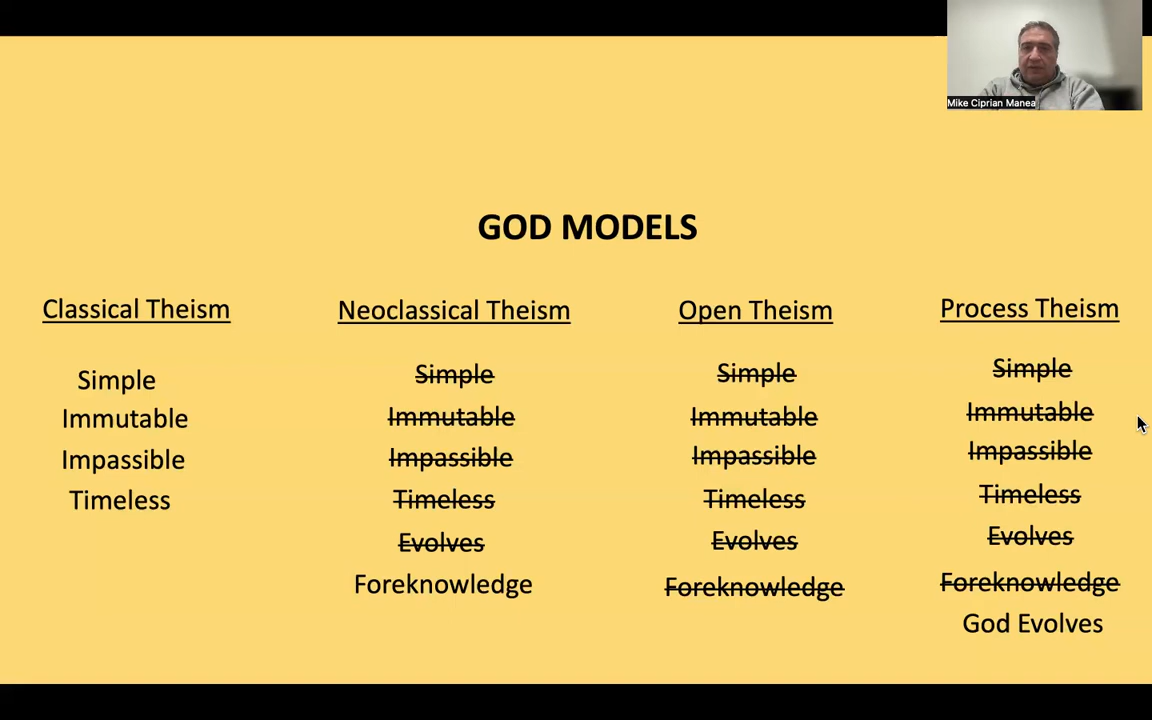 Mike Ciprian Manea
GOD MODELS
Classical Theism
Simple
Immutable
Impassible
Timeless
Neoclassical Theism
Simple
Immutable
Impassible
Timeless
Evolves
Foreknowledge
Open Theism
Simple
Immutable
Impassible
Timeless
Evolves
Foreknowledge
Process Theism
Simple
Immutable
Impassible
Timeless
Evolves
Foreknowledge
God Evolves